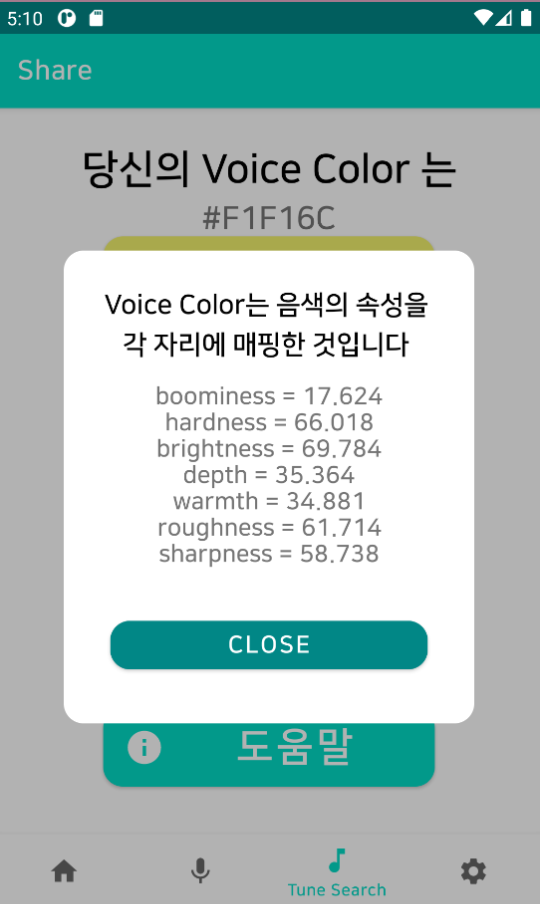 5:10
Share
당신의 Voice Color 는
#F1F16C
Voice Color는 음색의 속성을
각 자리에 매핑한 것입니다
boominess = 17.624
hardness = 66.018
brightness = 69.784
depth = 35.364
warmth = 34.881
roughness = 61.714
sharpness = 58.738
CLOSE
도움말
Tune Search